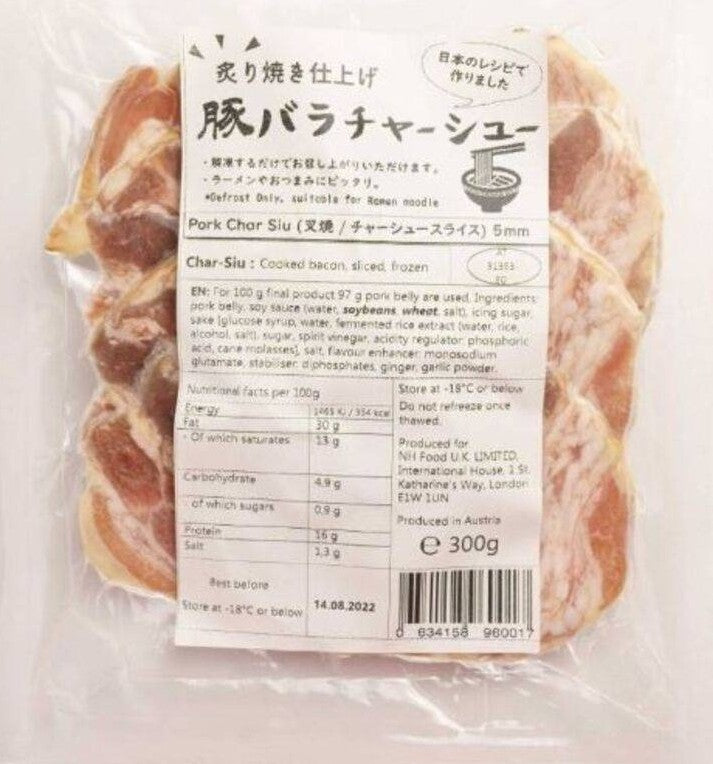 炙り焼き仕上げ
日本のレシピで
作りました
豚バラチャーシュー
・解凍するだけでお召し上がりいただけます。
・ラーメンやおつまみにピッタリ。
*Defrost Only, suitable for Ramen noodle
Pork Char Siu (叉焼 / チャーシュースライス) 5mm
Char-Siu : Cooked bacon, sliced, frozen
AT
31363
EG
EN: For 100 g final product 97 g pork belly are used. Ingredients:
pork belly, soy sauce (water, soybeans, wheat, salt), icing sugar,
sake [glucose syrup, water, fermented rice extract (water, rice,
alcohol, salt), sugar, spirit vinegar, acidity regulator: phosphoric
acid, cane molasses], salt, flavour enhancer: monosodium
glutamate, stabiliser: diphosphates, ginger, garlic powder.
Nutritional facts per 100g
Energy 1465 KJ / 354 kcal
Fat 30 g
- Of which saturates 13 g
Carbohydrate 4,9 g
- of which sugars 0,9 g
Protein 16 g
Salt 1,3 g
Best before
Store at -18°C or below 14.08.2022
Store at -18°C or below
Do not refreeze once
thawed.
Produced for
NH Food U.K. LIMITED,
International House, 1 St.
Katharine's Way, London
E1W 1UN
Produced in Austria
℮ 300g
0 634158 960017